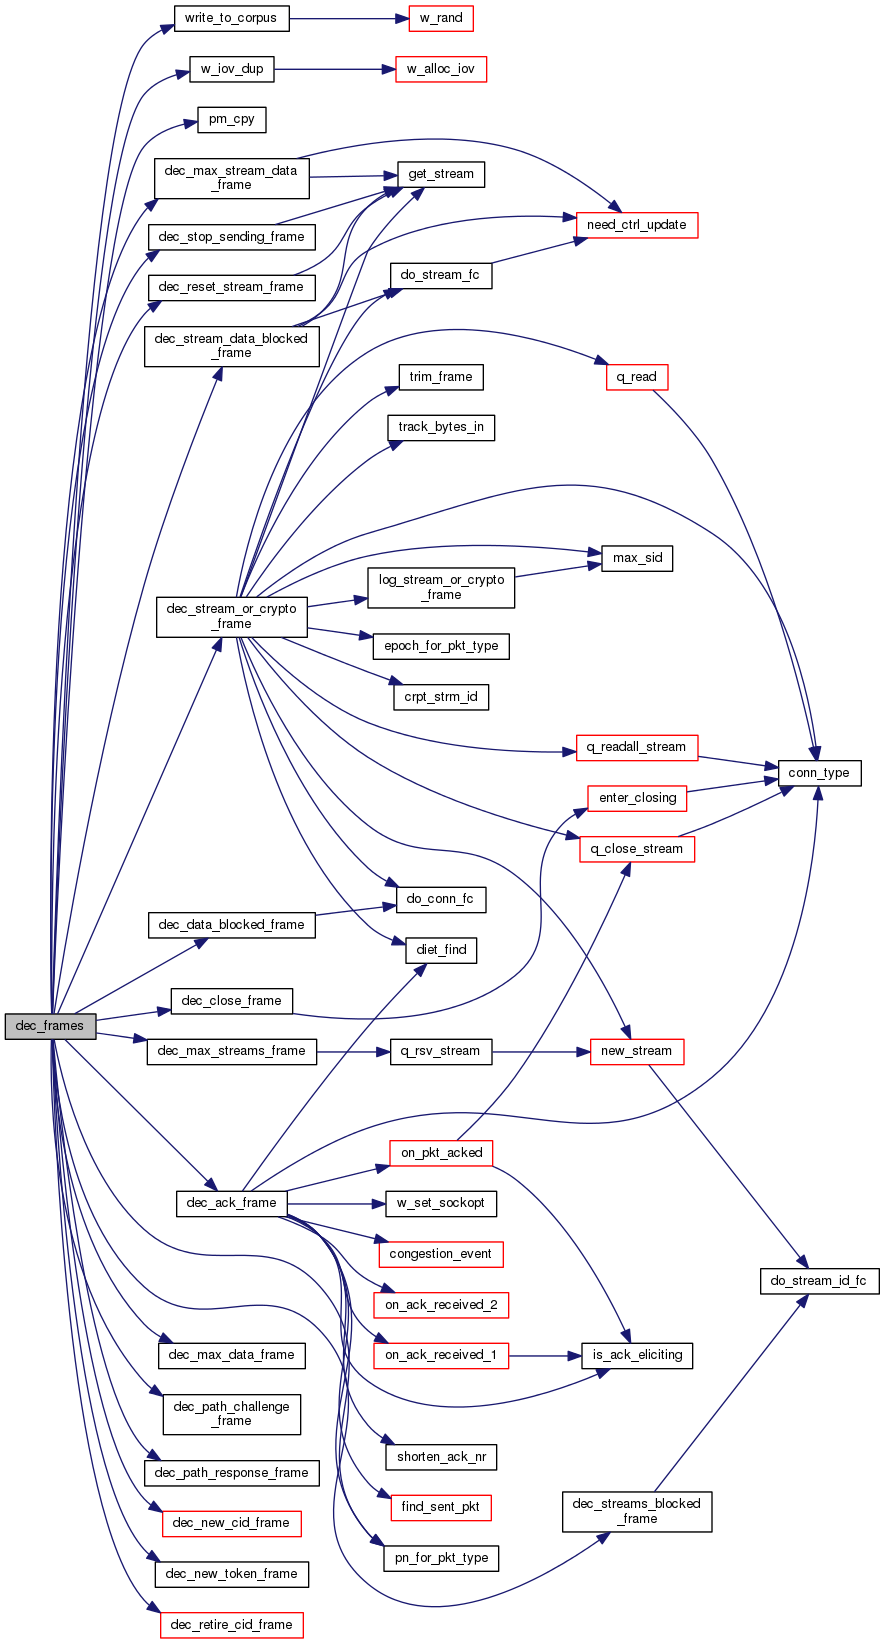 write_to_corpus
w_rand
w_iov_dup
w_alloc_iov
pm_cpy
dec_max_stream_data
_frame
get_stream
need_ctrl_update
dec_stop_sending_frame
do_stream_fc
dec_reset_stream_frame
dec_stream_data_blocked
_frame
trim_frame
q_read
track_bytes_in
max_sid
log_stream_or_crypto
_frame
dec_stream_or_crypto
_frame
epoch_for_pkt_type
crpt_strm_id
q_readall_stream
conn_type
enter_closing
q_close_stream
do_conn_fc
dec_data_blocked_frame
diet_find
dec_close_frame
dec_frames
dec_max_streams_frame
q_rsv_stream
new_stream
on_pkt_acked
dec_ack_frame
w_set_sockopt
congestion_event
do_stream_id_fc
on_ack_received_2
dec_max_data_frame
on_ack_received_1
is_ack_eliciting
dec_path_challenge
_frame
shorten_ack_nr
dec_path_response_frame
find_sent_pkt
dec_streams_blocked
_frame
dec_new_cid_frame
pn_for_pkt_type
dec_new_token_frame
dec_retire_cid_frame